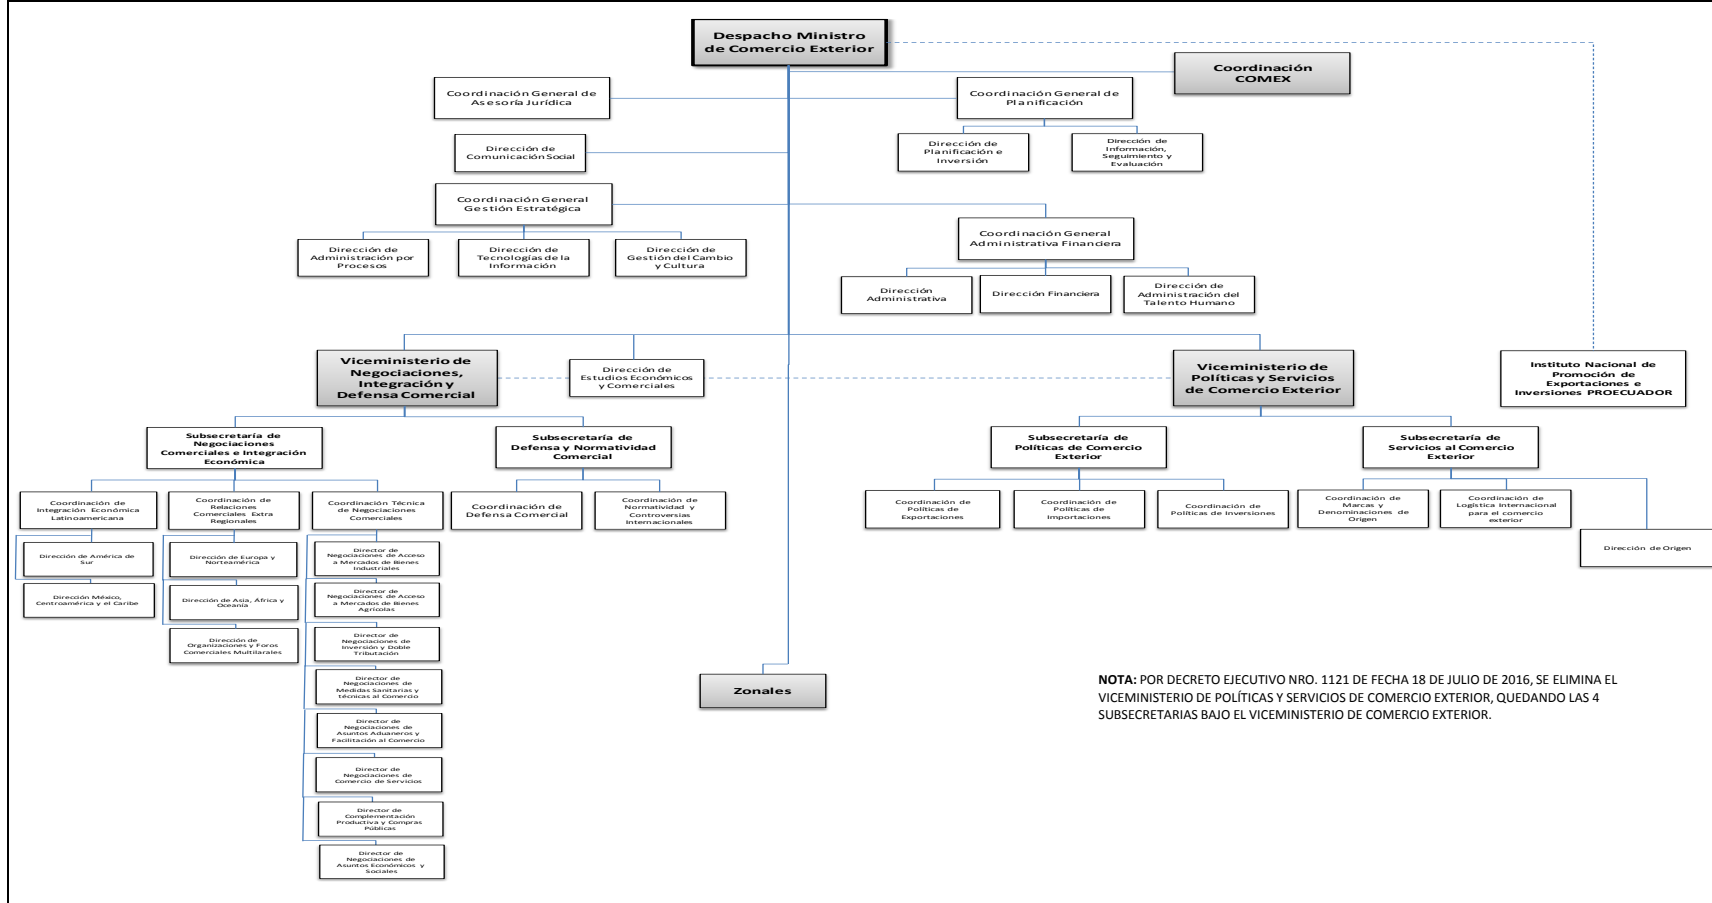 Despacho Ministro
de Comercio Exterior
Coordinación
COMEX
Coordinación General de
Asesoría Jurídica
Coordinación General de
Planificación
Dirección de
Comunicación Social
Dirección de
Planificación e
Inversión
Dirección de
Información,
Seguimiento y
Evaluación
Coordinación General
Gestión Estratégica
Coordinación General
Administrativa Financiera
Dirección de
Administración por
Procesos
Dirección de
Tecnologías de la
Información
Dirección de
Gestión del Cambio
y Cultura
Dirección
Administrativa
Dirección Financiera
Dirección de
Administración del
Talento Humano
Viceministerio de
Negociaciones,
Integración y
Defensa Comercial
Dirección de
Estudios Económicos
y Comerciales
Viceministerio de
Políticas y Servicios
de Comercio Exterior
Instituto Nacional de
Promoción de
Exportaciones e
Inversiones PROECUADOR
Subsecretaría de
Negociaciones
Comerciales e Integración
Económica
Subsecretaría de
Defensa y Normatividad
Comercial
Subsecretaría de
Políticas de Comercio
Exterior
Subsecretaría de
Servicios al Comercio
Exterior
Coordinación de
Integración Económica
Latinoamericana
Coordinación de
Relaciones
Comerciales Extra
Regionales
Coordinación Técnica
de Negociaciones
Comerciales
Coordinación de
Defensa Comercial
Coordinación de
Normatividad y
Controversias
Internacionales
Coordinación de
Políticas de
Exportaciones
Coordinación de
Políticas de
Importaciones
Coordinación de
Políticas de Inversiones
Coordinación de
Marcas y
Denominaciones de
Origen
Coordinación de
Logística Internacional
para el comercio
exterior
Dirección de Origen
Dirección de América de
Sur
Dirección México,
Centroamérica y el Caribe
Dirección de Europa y
Norteamérica
Dirección de Asia, África y
Oceanía
Dirección de
Organizaciones y Foros
Comerciales Multilarales
Director de
Negociaciones de Acceso
a Mercados de Bienes
Industriales
Director de
Negociaciones de Acceso
a Mercados de Bienes
Agrícolas
Director de
Negociaciones de
Inversión y Doble
Tributación
Director de
Negociaciones de
Medidas Sanitarias y
técnicas al Comercio
Director de
Negociaciones de
Asuntos Aduaneros y
Facilitación al Comercio
Director de
Negociaciones de
Comercio de Servicios
Director de
Complementación
Productiva y Compras
Públicas
Director de
Negociaciones de
Asuntos Económicos y
Sociales
Zonales
NOTA: POR DECRETO EJECUTIVO NRO. 1121 DE FECHA 18 DE JULIO DE 2016, SE ELIMINA EL
VICEMINISTERIO DE POLÍTICAS Y SERVICIOS DE COMERCIO EXTERIOR, QUEDANDO LAS 4
SUBSECRETARIAS BAJO EL VICEMINISTERIO DE COMERCIO EXTERIOR.